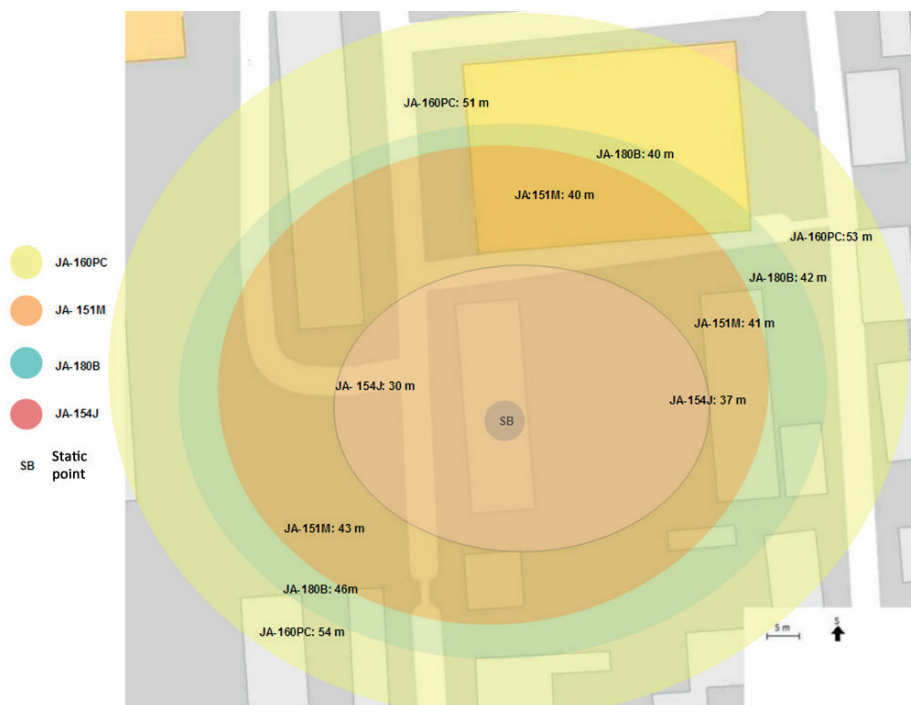 JA-160PC: 51 m
JA-180B: 40 m
JA:151M: 40 m
JA-160PC:53 m
JA-180B: 42 m
JA-151M: 41 m
JA- 154J: 30 m
JA-154J: 37 m
SB
JA-151M: 43 m
JA-180B: 46m
JA-160PC: 54 m
JA-160PC
JA- 151M
JA-180B
JA-154J
SB Static
point
5 m
S